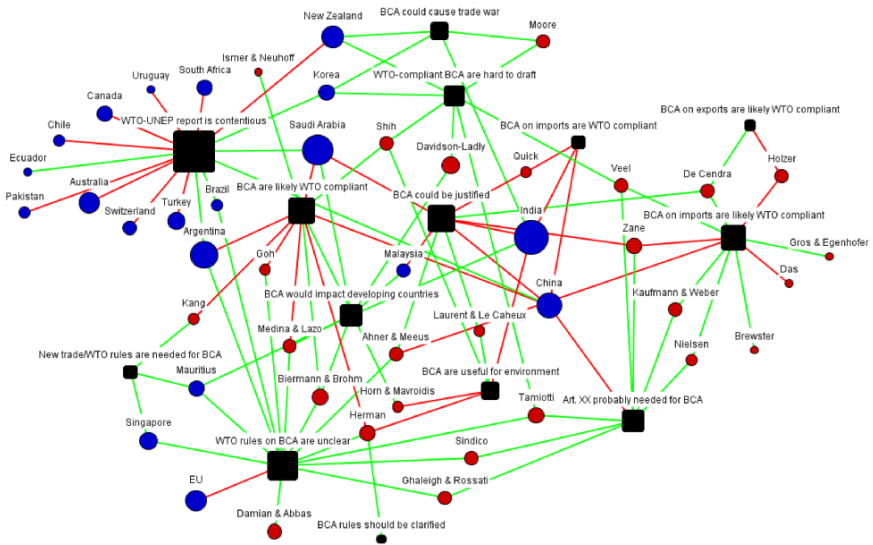 New Zealand
BCA could cause trade war
Moore
Ismer & Neuhoff
South Africa
Uruguay
Korea
WTO-compliant BCA are hard to draft
Canada
BCA on exports are likely WTO compliant
WTO-UNEP report is contentious
Chile
Saudi Arabia
Shih
BCA on imports are WTO compliant
Davidson-Ladly
Quick
Veel
De Cendra
Holzer
Ecuador
Australia
Turkey
Brazil
BCA are likely WTO compliant
BCA could be justified
Pakistan
Switzerland
India
BCA on imports are likely WTO compliant
Argentina
Zane
Gros & Egenhofer
Goh
Malaysia
Das
China
Kaufmann & Weber
Kang
BCA would impact developing countries
Laurent & Le Caheux
Medina & Lazo
Ahner & Meeus
Brewster
Nielsen
New trade/WTO rules are needed for BCA
Mauritius
Biermann & Brohm
BCA are useful for environment
Horn & Mavroidis
Tamiotti
Art. XX probably needed for BCA
Singapore
Herman
WTO rules on BCA are unclear
Sindico
EU
Ghaleigh & Rossati
Damian & Abbas
BCA rules should be clarified